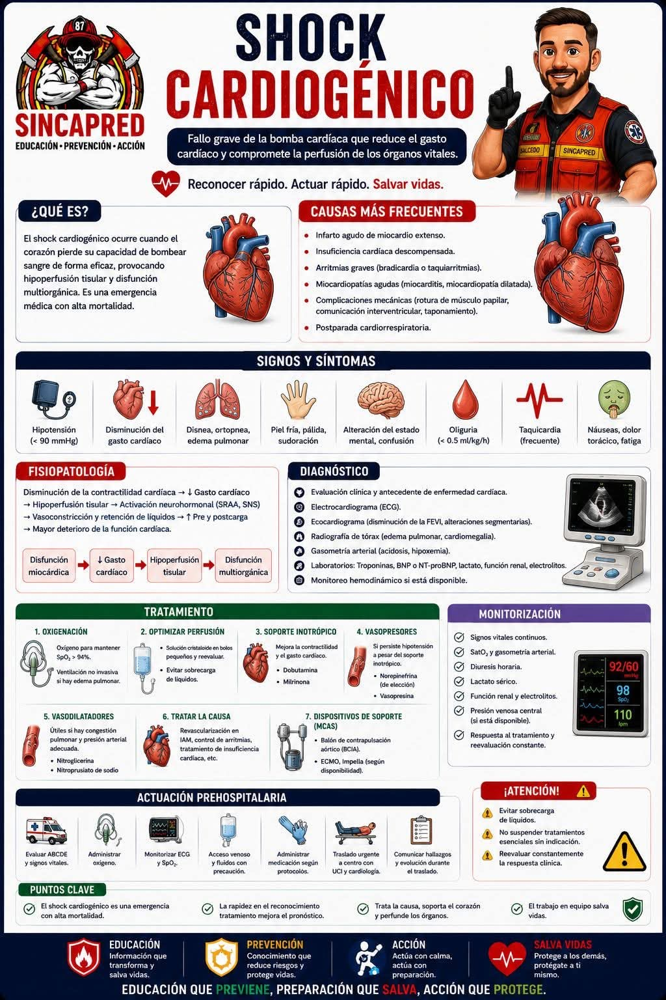 87
SINCAPRED
EDUCACIÓN • PREVENCIÓN • ACCIÓN
SHOCK
CARDIOGÉNICO
Fallo grave de la bomba cardíaca que reduce el gasto
cardíaco y compromete la perfusión de los órganos vitales.
Reconocer rápido. Actuar rápido. Salvar vidas.
SALCEDO
SINCAPRED
¿QUÉ ES?
El shock cardiogénico ocurre cuando el
corazón pierde su capacidad de bombear
sangre de forma eficaz, provocando
hipoperfusión tisular y disfunción
multiorgánica. Es una emergencia
médica con alta mortalidad.
CAUSAS MÁS FRECUENTES
• Infarto agudo de miocardio extenso.
• Insuficiencia cardíaca descompensada.
• Arritmias graves (bradicardia o taquiarritmias).
• Miocardiopatías agudas (miocarditis, miocardiopatía dilatada).
• Complicaciones mecánicas (rotura de músculo papilar,
comunicación interventricular, taponamiento).
• Postparada cardiorrespiratoria.
SIGNOS Y SÍNTOMAS
Hipotensión
(< 90 mmHg)
Disminución del
gasto cardíaco
Disnea, ortopnea,
edema pulmonar
Piel fría, pálida,
sudoración
Alteración del estado
mental, confusión
Oliguria
(< 0.5 ml/kg/h)
Taquicardia
(frecuente)
Náuseas, dolor
torácico, fatiga
FISIOPATOLOGÍA
Disminución de la contractilidad cardíaca → ↓ Gasto cardíaco
→ Hipoperfusión tisular → Activación neurohormonal (SRAA, SNS)
→ Vasoconstricción y retención de líquidos → ↑ Pre y postcarga
→ Mayor deterioro de la función cardíaca.
Disfunción
miocárdica
↓ Gasto
cardíaco
Hipoperfusión
tisular
Disfunción
multiorgánica
DIAGNÓSTICO
Evaluación clínica y antecedente de enfermedad cardíaca.
Electrocardiograma (ECG).
Ecocardiograma (disminución de la FEVI, alteraciones segmentarias).
Radiografía de tórax (edema pulmonar, cardiomegalia).
Gasometría arterial (acidosis, hipoxemia).
Laboratorios: Troponinas, BNP o NT-proBNP, lactato, función renal, electrolitos.
Monitoreo hemodinámico si está disponible.
TRATAMIENTO
1. OXIGENACIÓN
Oxígeno para mantener
SpO₂ > 94%.
Ventilación no invasiva
si hay edema pulmonar.
2. OPTIMIZAR PERFUSIÓN
• Solución cristaloide en bolos
pequeños y reevaluar.
• Evitar sobrecarga
de líquidos.
3. SOPORTE INOTRÓPICO
Mejora la contractilidad
y el gasto cardíaco.
• Dobutamina
• Milrinona
4. VASOPRESORES
Si persiste hipotensión
a pesar del soporte
inotrópico.
• Norepinefrina
(de elección)
• Vasopresina
5. VASODILATADORES
Útiles si hay congestión
pulmonar y presión arterial
adecuada.
• Nitroglicerina
• Nitroprusiato de sodio
6. TRATAR LA CAUSA
Revascularización en
IAM, control de arritmias,
tratamiento de insuficiencia
cardíaca, etc.
7. DISPOSITIVOS DE SOPORTE
(MCAS)
• Balón de contrapulsación
aórtico (BCIA).
• ECMO, Impella (según
disponibilidad).
MONITORIZACIÓN
Signos vitales continuos.
SatO₂ y gasometría arterial.
Diuresis horaria.
Lactato sérico.
Función renal y electrolitos.
Presión venosa central
(si está disponible).
Respuesta al tratamiento y
reevaluación constante.
92/60
mmHg
98
SpO₂
110
lpm
ACTUACIÓN PREHOSPITALARIA
Evaluar ABCDE
y signos vitales.
Administrar
oxígeno.
Monitorizar ECG
y SpO₂.
Acceso venoso
y fluidos con
precaución.
Administrar
medicación según
protocolos.
Traslado urgente
a centro con
UCI y cardiología.
Comunicar hallazgos
y evolución durante
el traslado.
¡ATENCIÓN!
Evitar sobrecarga
de líquidos.
No suspender tratamientos
esenciales sin indicación.
Reevaluar constantemente
la respuesta clínica.
PUNTOS CLAVE
El shock cardiogénico es una emergencia
con alta mortalidad.
La rapidez en el reconocimiento
tratamiento mejora el pronóstico.
Trata la causa, soporta el corazón
y perfunde los órganos.
El trabajo en equipo salva
vidas.
EDUCACIÓN
Información que
transforma y
salva vidas.
PREVENCIÓN
Conocimiento que
reduce riesgos y
protege vidas.
ACCIÓN
Actúa con calma,
actúa con
preparación.
SALVA VIDAS
Protege a los demás,
protégate a ti
mismo.
EDUCACIÓN QUE PREVIENE, PREPARACIÓN QUE SALVA, ACCIÓN QUE PROTEGE.